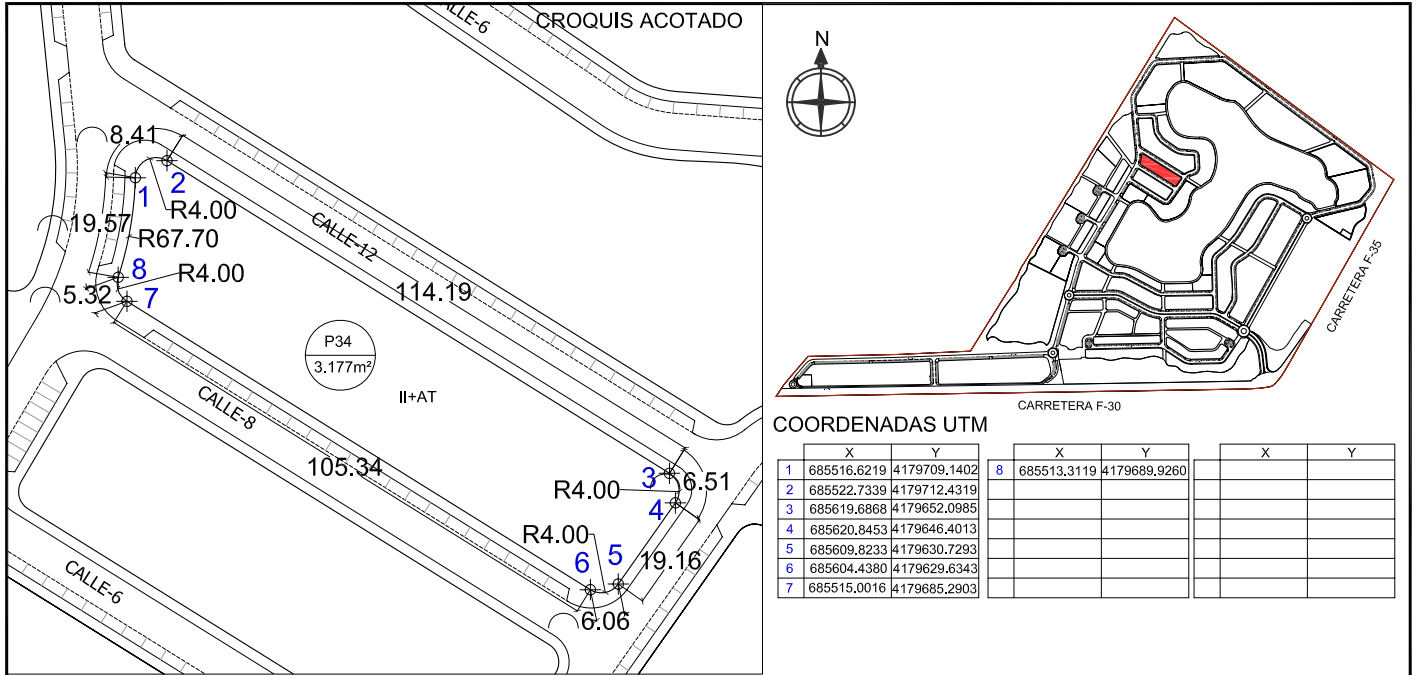 CROQUIS ACOTADO
CALLE-6
8.41
1
2
R4.00
19.57
R67.70
8
R4.00
5.32
7
CALLE-12
114.19
P34
3.177m²
II+AT
CALLE-8
105.34
3
6.51
R4.00
4
R4.00
5
6
19.16
6.06
CALLE-6
N
CARRETERA F-35
CARRETERA F-30
COORDENADAS UTM
X Y X Y X Y
1 685516.6219 4179709.1402 8 685513.3119 4179689.9260
2 685522.7339 4179712.4319
3 685619.6868 4179652.0985
4 685620.8453 4179646.4013
5 685609.8233 4179630.7293
6 685604.4380 4179629.6343
7 685515.0016 4179685.2903